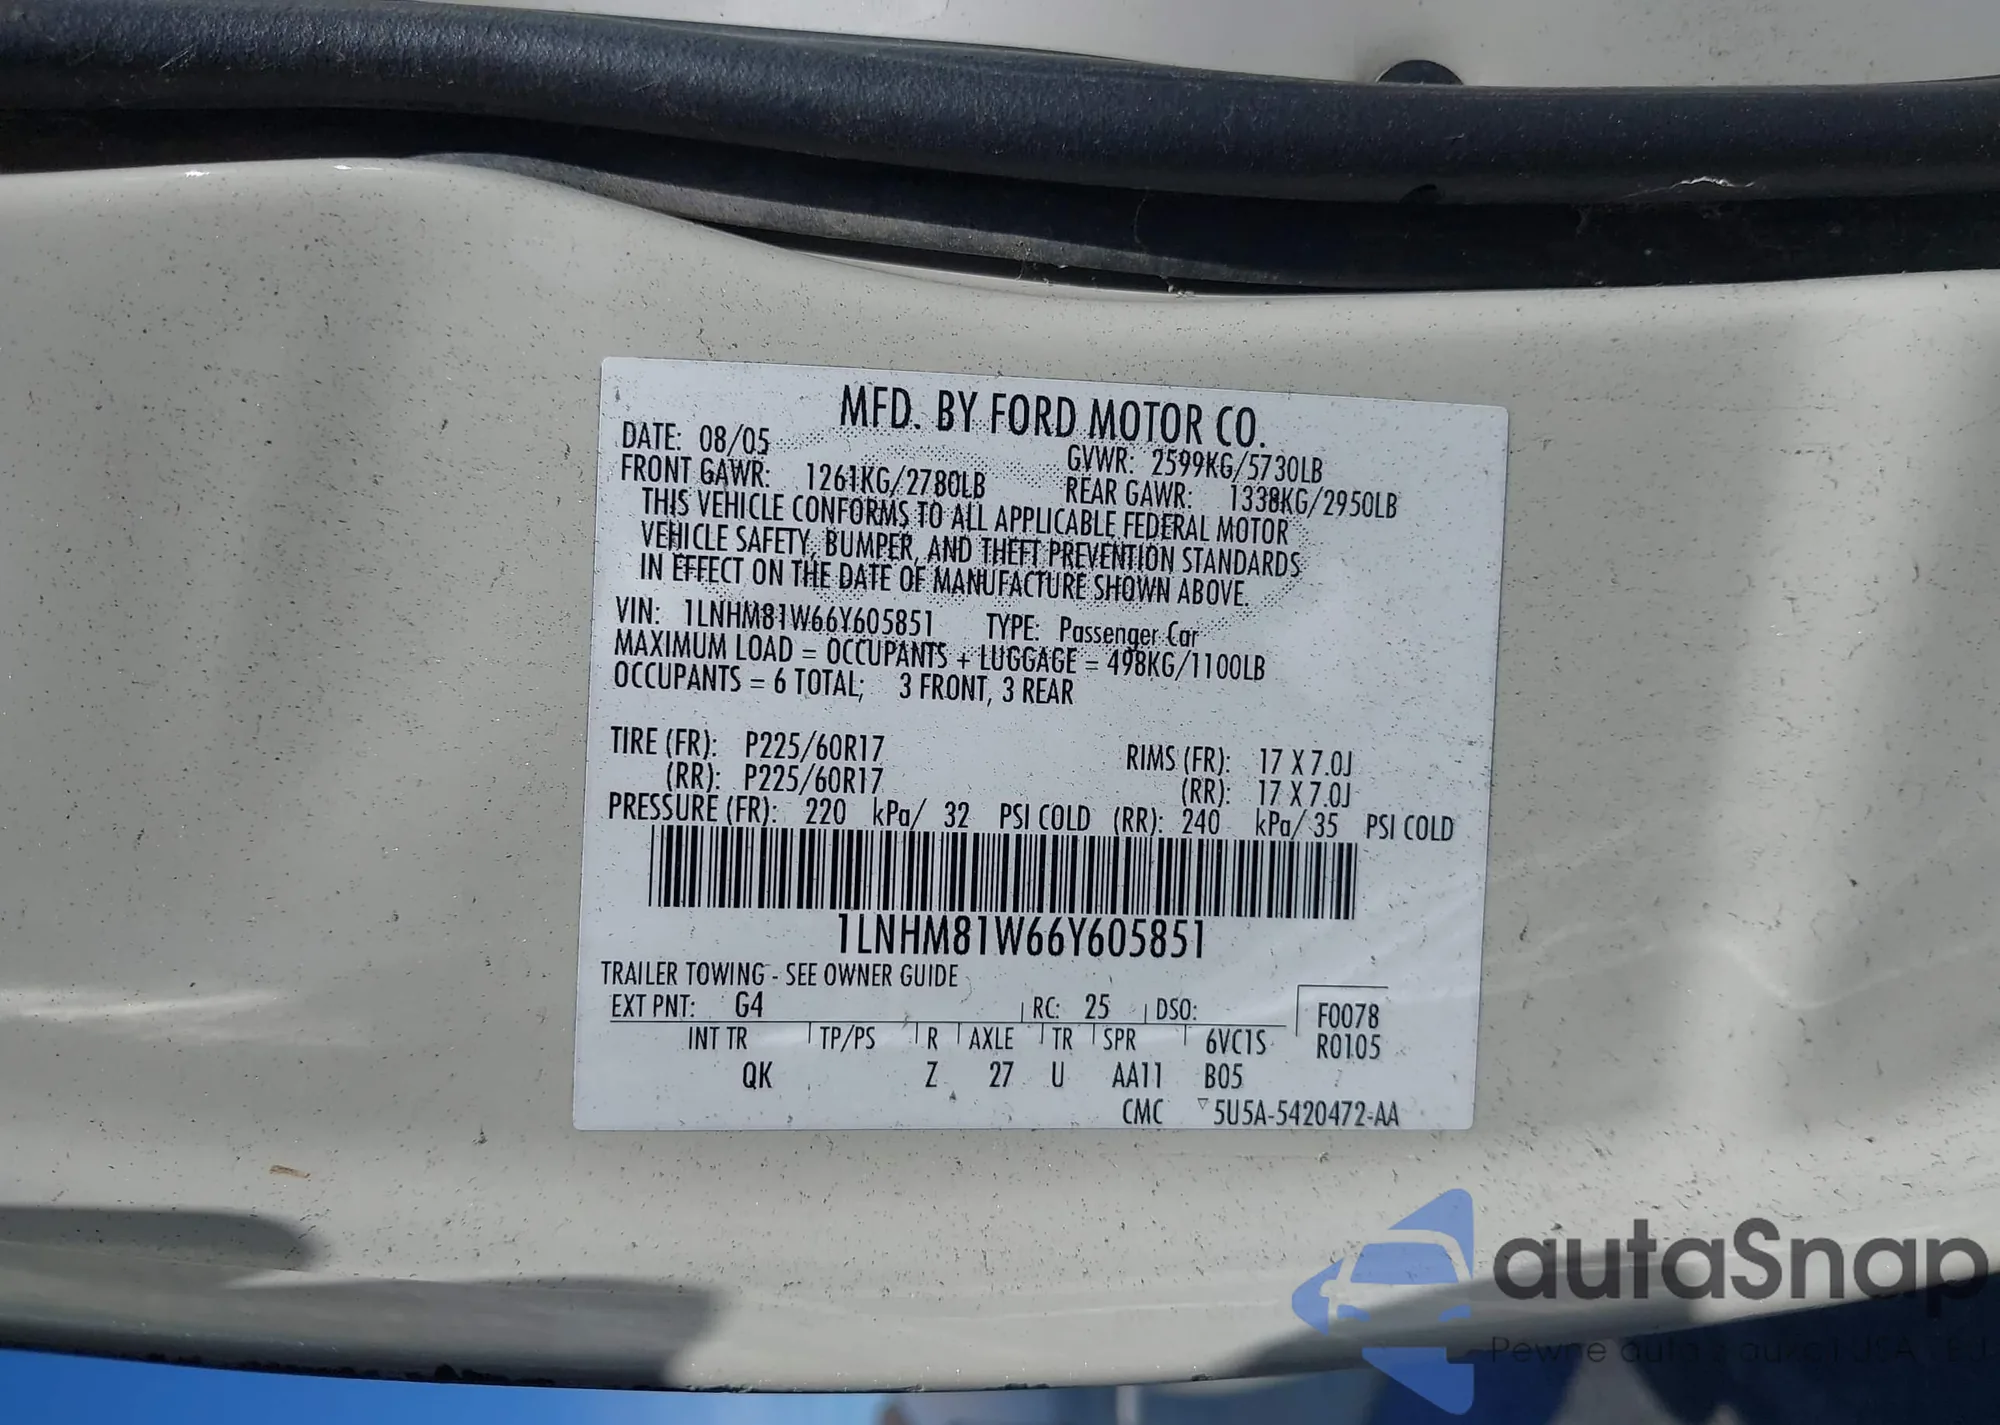 MFD. BY FORD MOTOR CO.
DATE: 08/05 GVWR: 2599KG/5730LB
FRONT GAWR: 1261KG/2780LB REAR GAWR: 1338KG/2950LB
THIS VEHICLE CONFORMS TO ALL APPLICABLE FEDERAL MOTOR
VEHICLE SAFETY, BUMPER, AND THEFT PREVENTION STANDARDS
IN EFFECT ON THE DATE OF MANUFACTURE SHOWN ABOVE.
VIN: 1LNHM81W66Y605851 TYPE: Passenger Car
MAXIMUM LOAD = OCCUPANTS + LUGGAGE = 498KG/1100LB
OCCUPANTS = 6 TOTAL; 3 FRONT, 3 REAR
TIRE (FR): P225/60R17 RIMS (FR): 17 X 7.0J
(RR): P225/60R17 (RR): 17 X 7.0J
PRESSURE (FR): 220 kPa/ 32 PSI COLD (RR): 240 kPa/ 35 PSI COLD
1LNHM81W66Y605851
TRAILER TOWING - SEE OWNER GUIDE
EXT PNT: G4 RC: 25 DSO: F0078
INT TR TP/PS R AXLE TR SPR 6VC1S R0105
QK Z 27 U AA11 B05
CMC 5U5A-5420472-AA
autaSnap
Pewne auta z aukcji USA